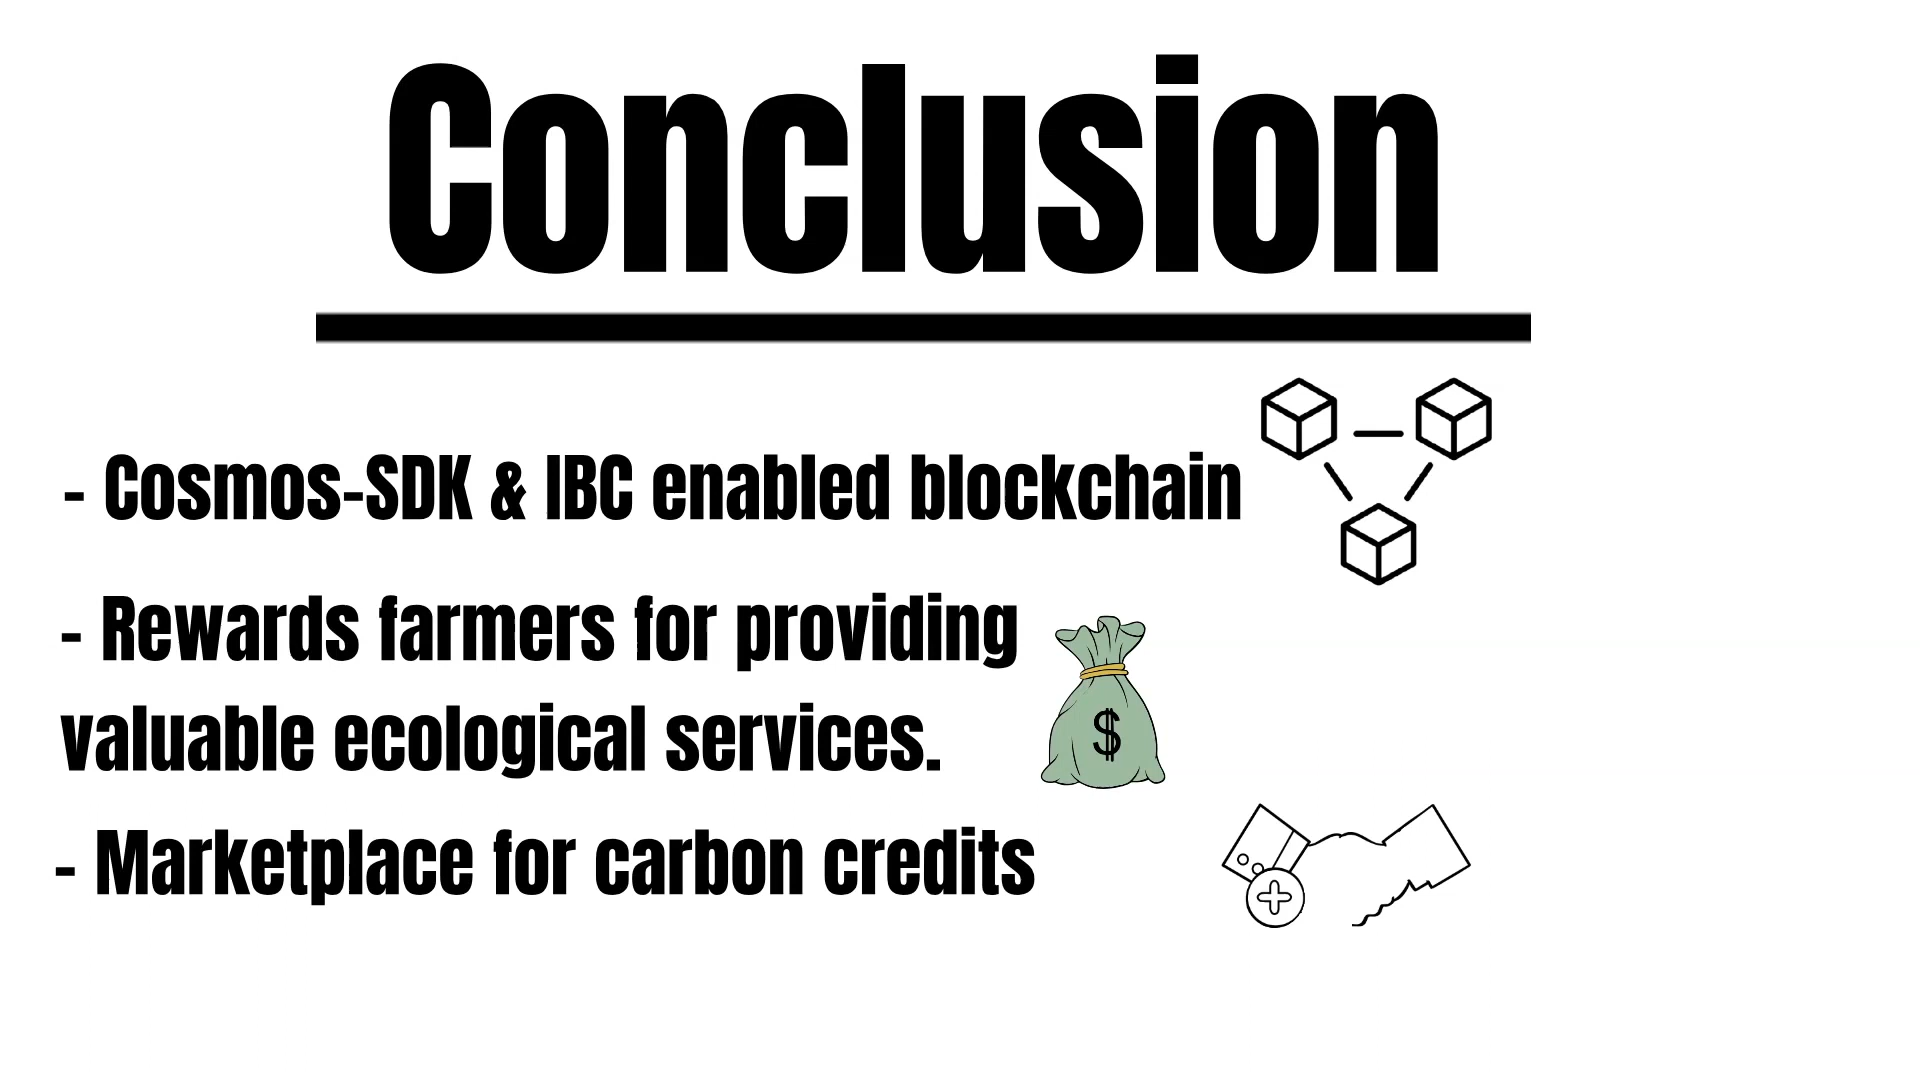 Conclusion
- Cosmos-SDK & IBC enabled blockchain
- Rewards farmers for providing
valuable ecological services.
$
- Marketplace for carbon credits